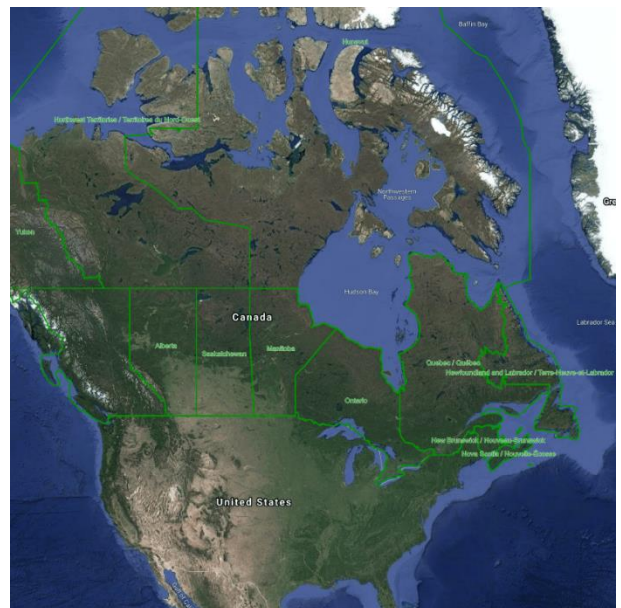 Baffin Bay
Nunavut
Northwest Territories / Territoires du Nord-Ouest
Northwestern
Passages
Yukon
Hudson Bay
Canada
Labrador Sea
Alberta
Saskatchewan
Manitoba
Quebec / Québec
Newfoundland and Labrador / Terre-Neuve-et-Labrador
Ontario
New Brunswick / Nouveau-Brunswick
Nova Scotia / Nouvelle-Écosse
United States